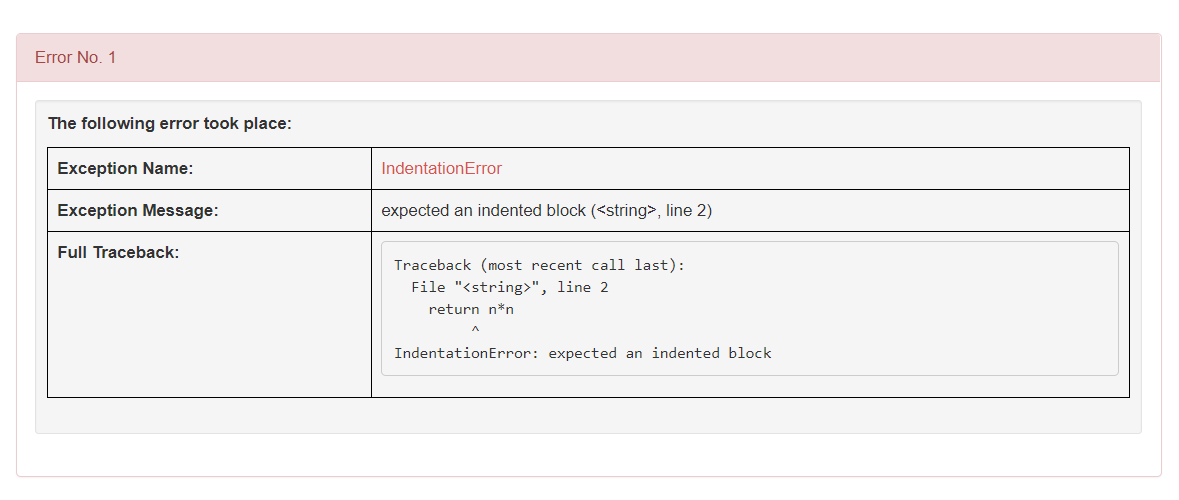 Error No. 1
The following error took place:
Exception Name: IndentationError
Exception Message: expected an indented block (<string>, line 2)
Full Traceback:
Traceback (most recent call last):
  File "<string>", line 2
    return n*n
         ^
IndentationError: expected an indented block